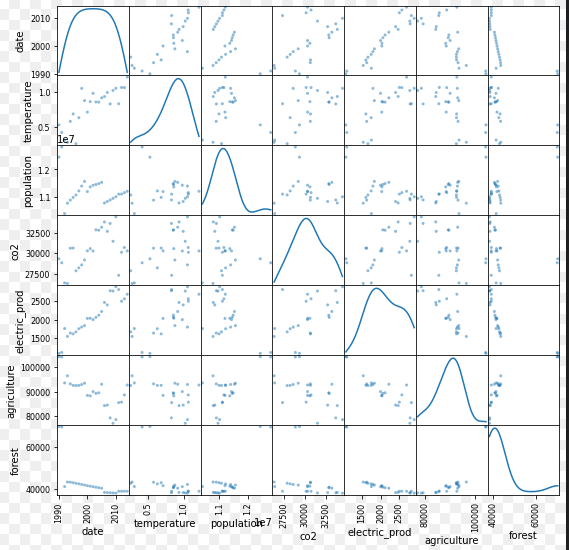 date
2010
2000
1990
temperature
1.0
0.5
1e7
population
1.2
1.1
co2
32500
30000
27500
electric_prod
2500
2000
1500
agriculture
100000
90000
80000
forest
60000
40000
1990 2000 2010 0.5 1.0 1.1 1.2 1e7 27500 30000 32500 1500 2000 2500 80000 100000 40000 60000
date temperature population co2 electric_prod agriculture forest